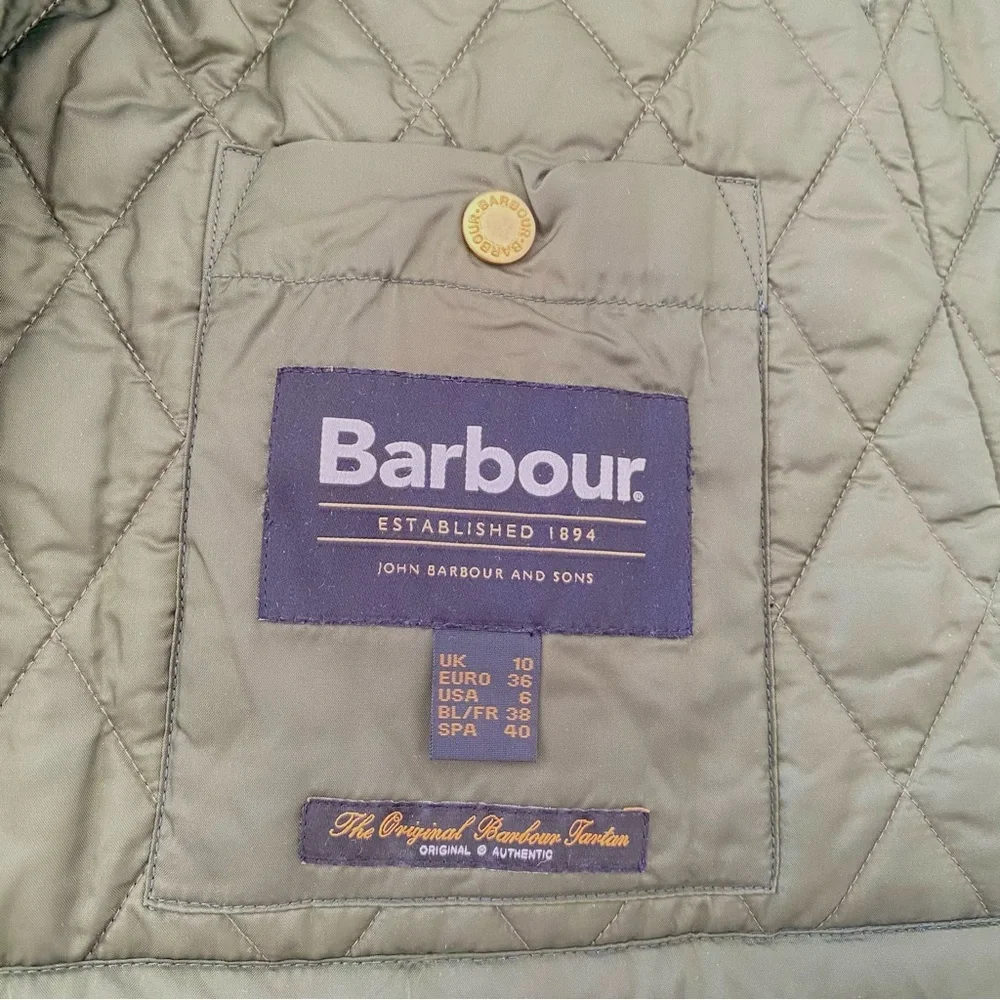 BARBOUR·BARBOUR·
Barbour®
ESTABLISHED 1894
JOHN BARBOUR AND SONS
UK 10
EURO 36
USA 6
BL/FR 38
SPA 40
The Original Barbour Tartan
ORIGINAL © AUTHENTIC